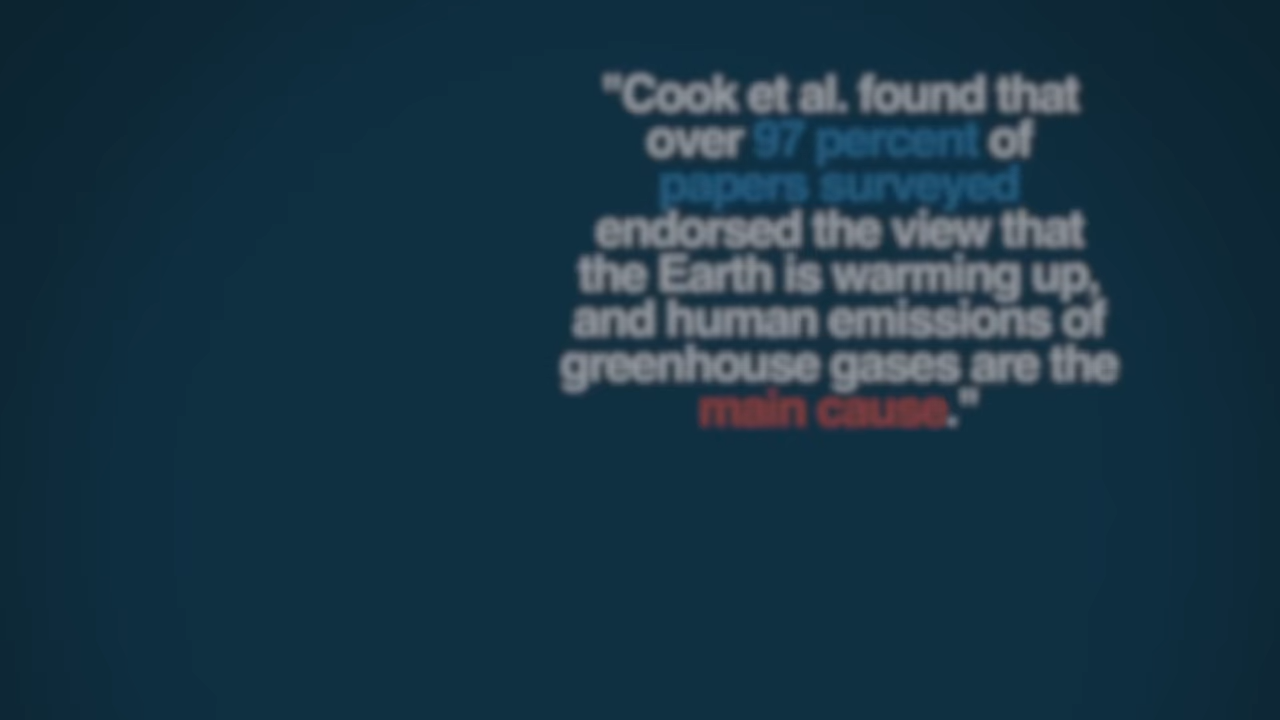 "Cook et al. found that
over 97 percent of
papers surveyed
endorsed the view that
the Earth is warming up,
and human emissions of
greenhouse gases are the
main cause."